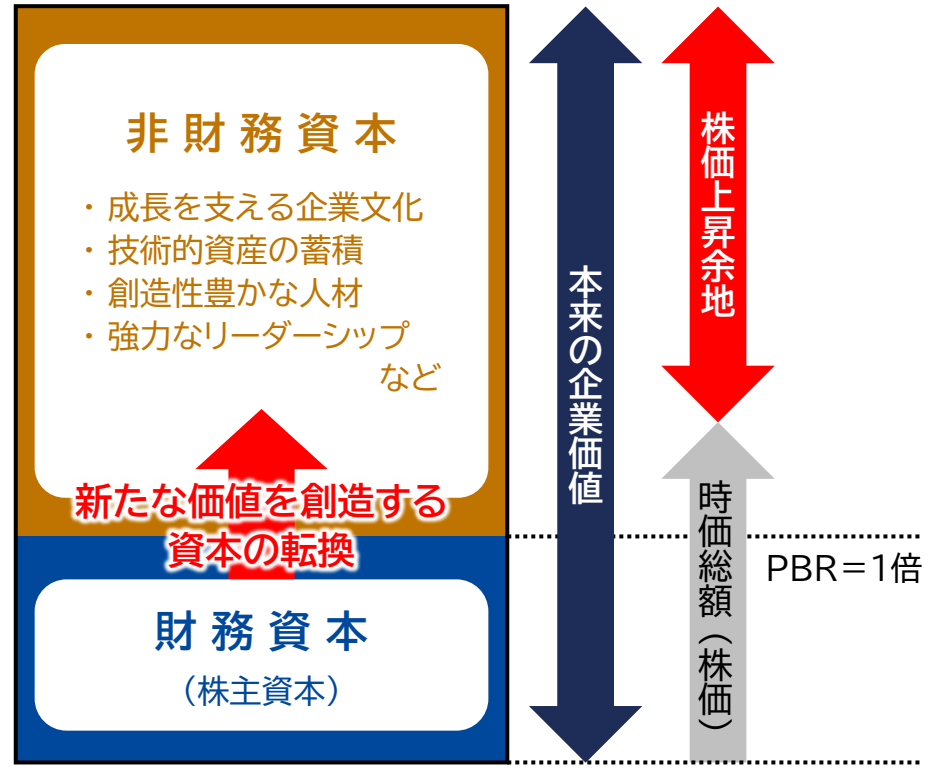 非財務資本
・成長を支える企業文化
・技術的資産の蓄積
・創造性豊かな人材
・強力なリーダーシップ
など
新たな価値を創造する
資本の転換
財務資本
（株主資本）
本来の企業価値
株価上昇余地
時価総額（株価）
PBR＝1倍